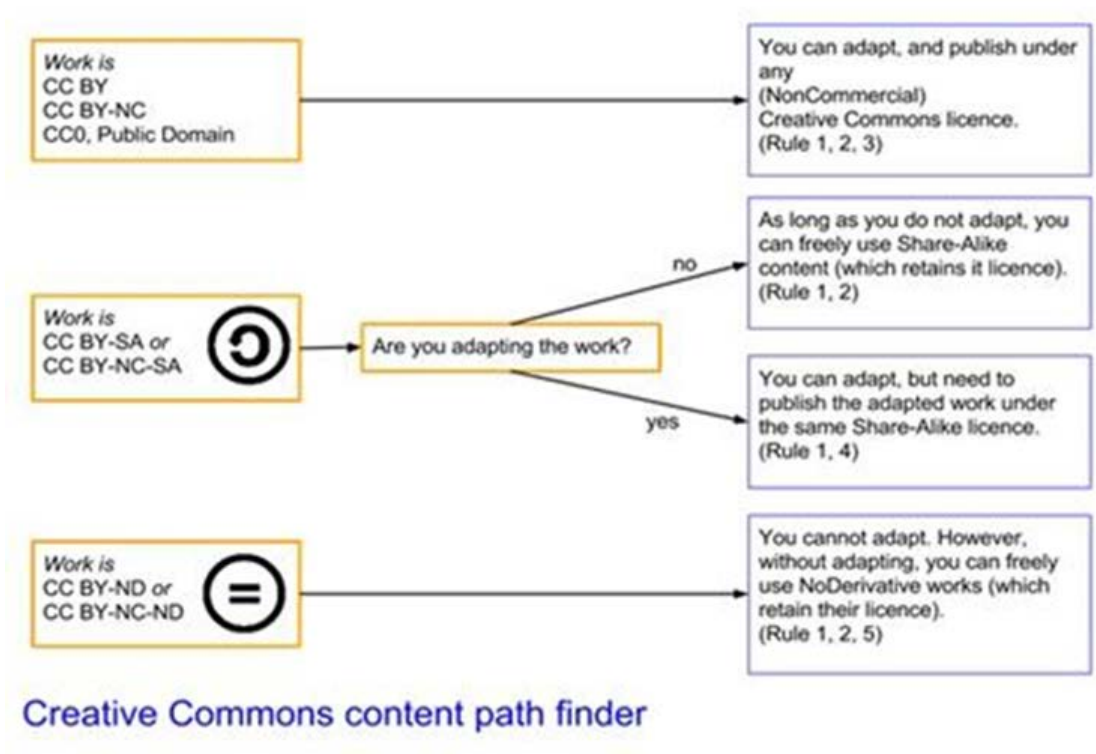 Work is
CC BY
CC BY-NC
CC0, Public Domain
You can adapt, and publish under
any
(NonCommercial)
Creative Commons licence.
(Rule 1, 2, 3)
Work is
CC BY-SA or
CC BY-NC-SA
Are you adapting the work?
no
As long as you do not adapt, you
can freely use Share-Alike
content (which retains it licence).
(Rule 1, 2)
yes
You can adapt, but need to
publish the adapted work under
the same Share-Alike licence.
(Rule 1, 4)
Work is
CC BY-ND or
CC BY-NC-ND
You cannot adapt. However,
without adapting, you can freely
use NoDerivative works (which
retain their licence).
(Rule 1, 2, 5)
Creative Commons content path finder